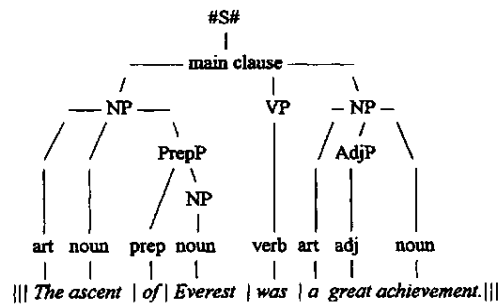 #S#
main clause
NP VP NP
PrepP AdjP
NP
art noun prep noun verb art adj noun
||| The ascent | of | Everest | was | a great achievement.|||